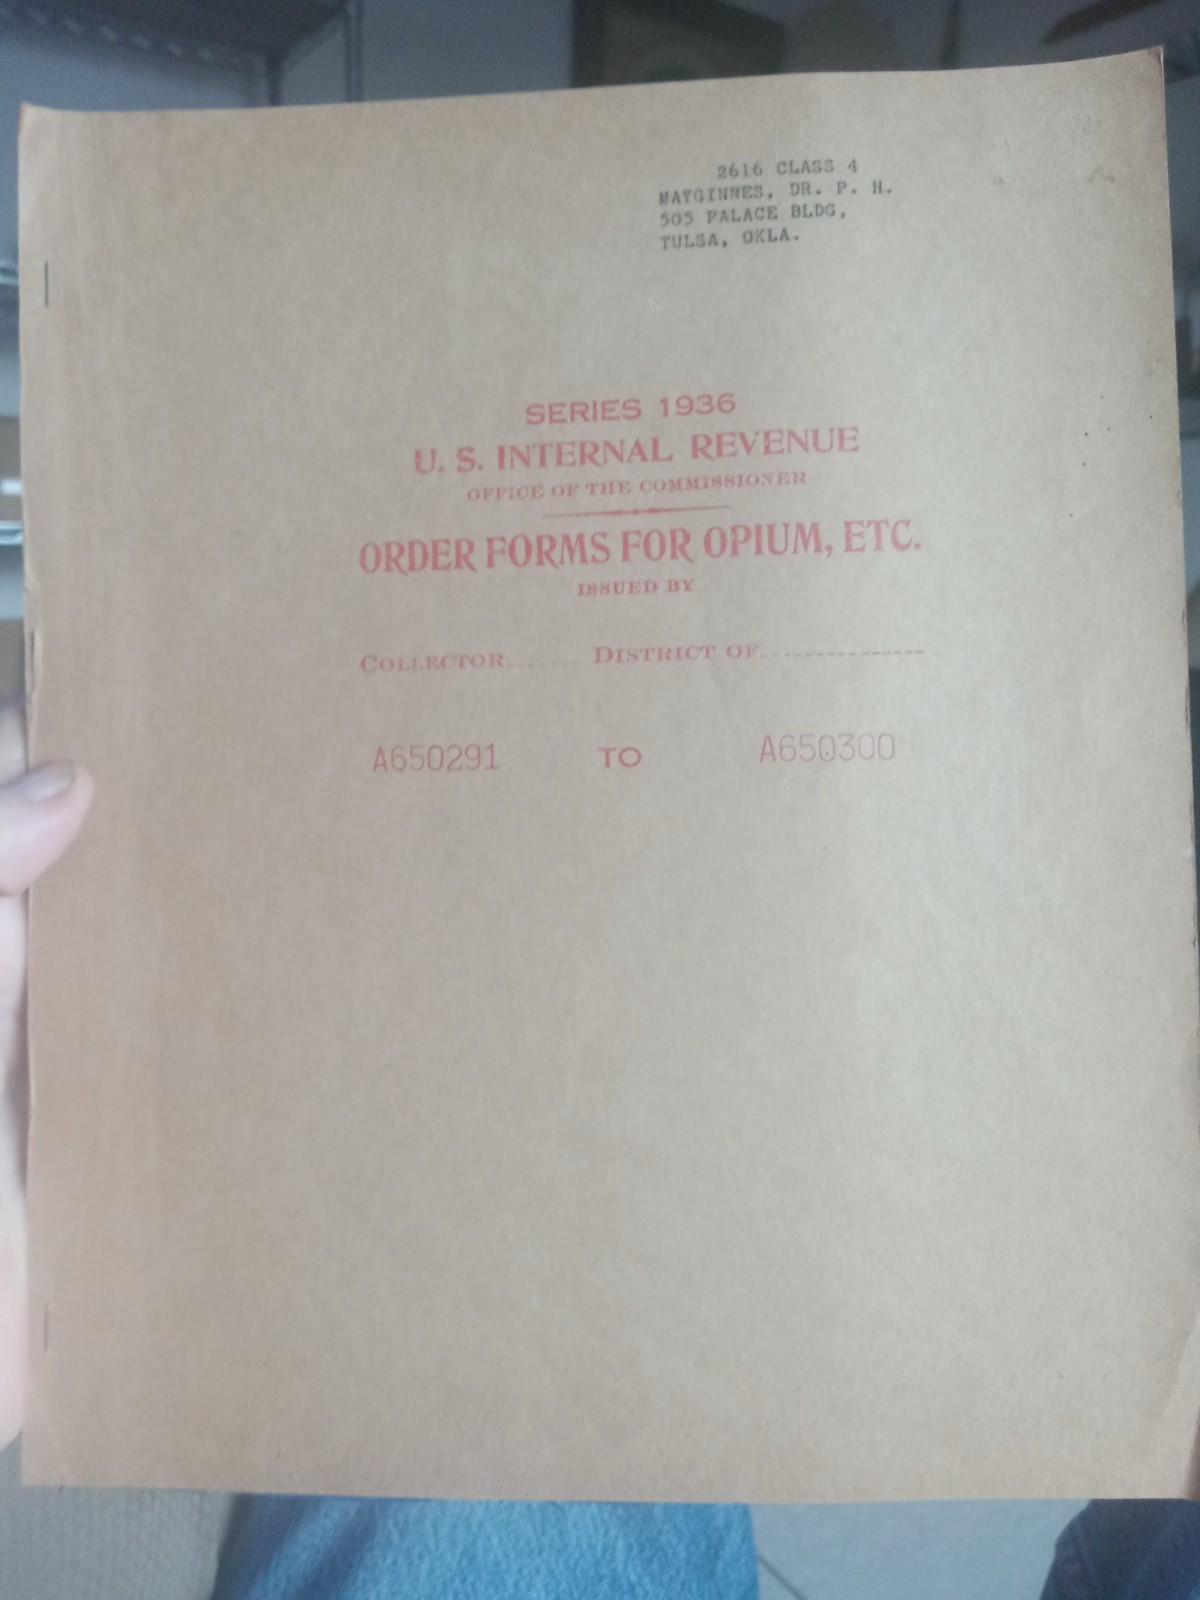 2616 CLASS 4
MAYGINNES, DR. P. H.
505 PALACE BLDG,
TULSA, OKLA.
SERIES 1936
U. S. INTERNAL REVENUE
OFFICE OF THE COMMISSIONER
ORDER FORMS FOR OPIUM, ETC.
ISSUED BY
COLLECTOR....... DISTRICT OF................
A650291 TO A650300